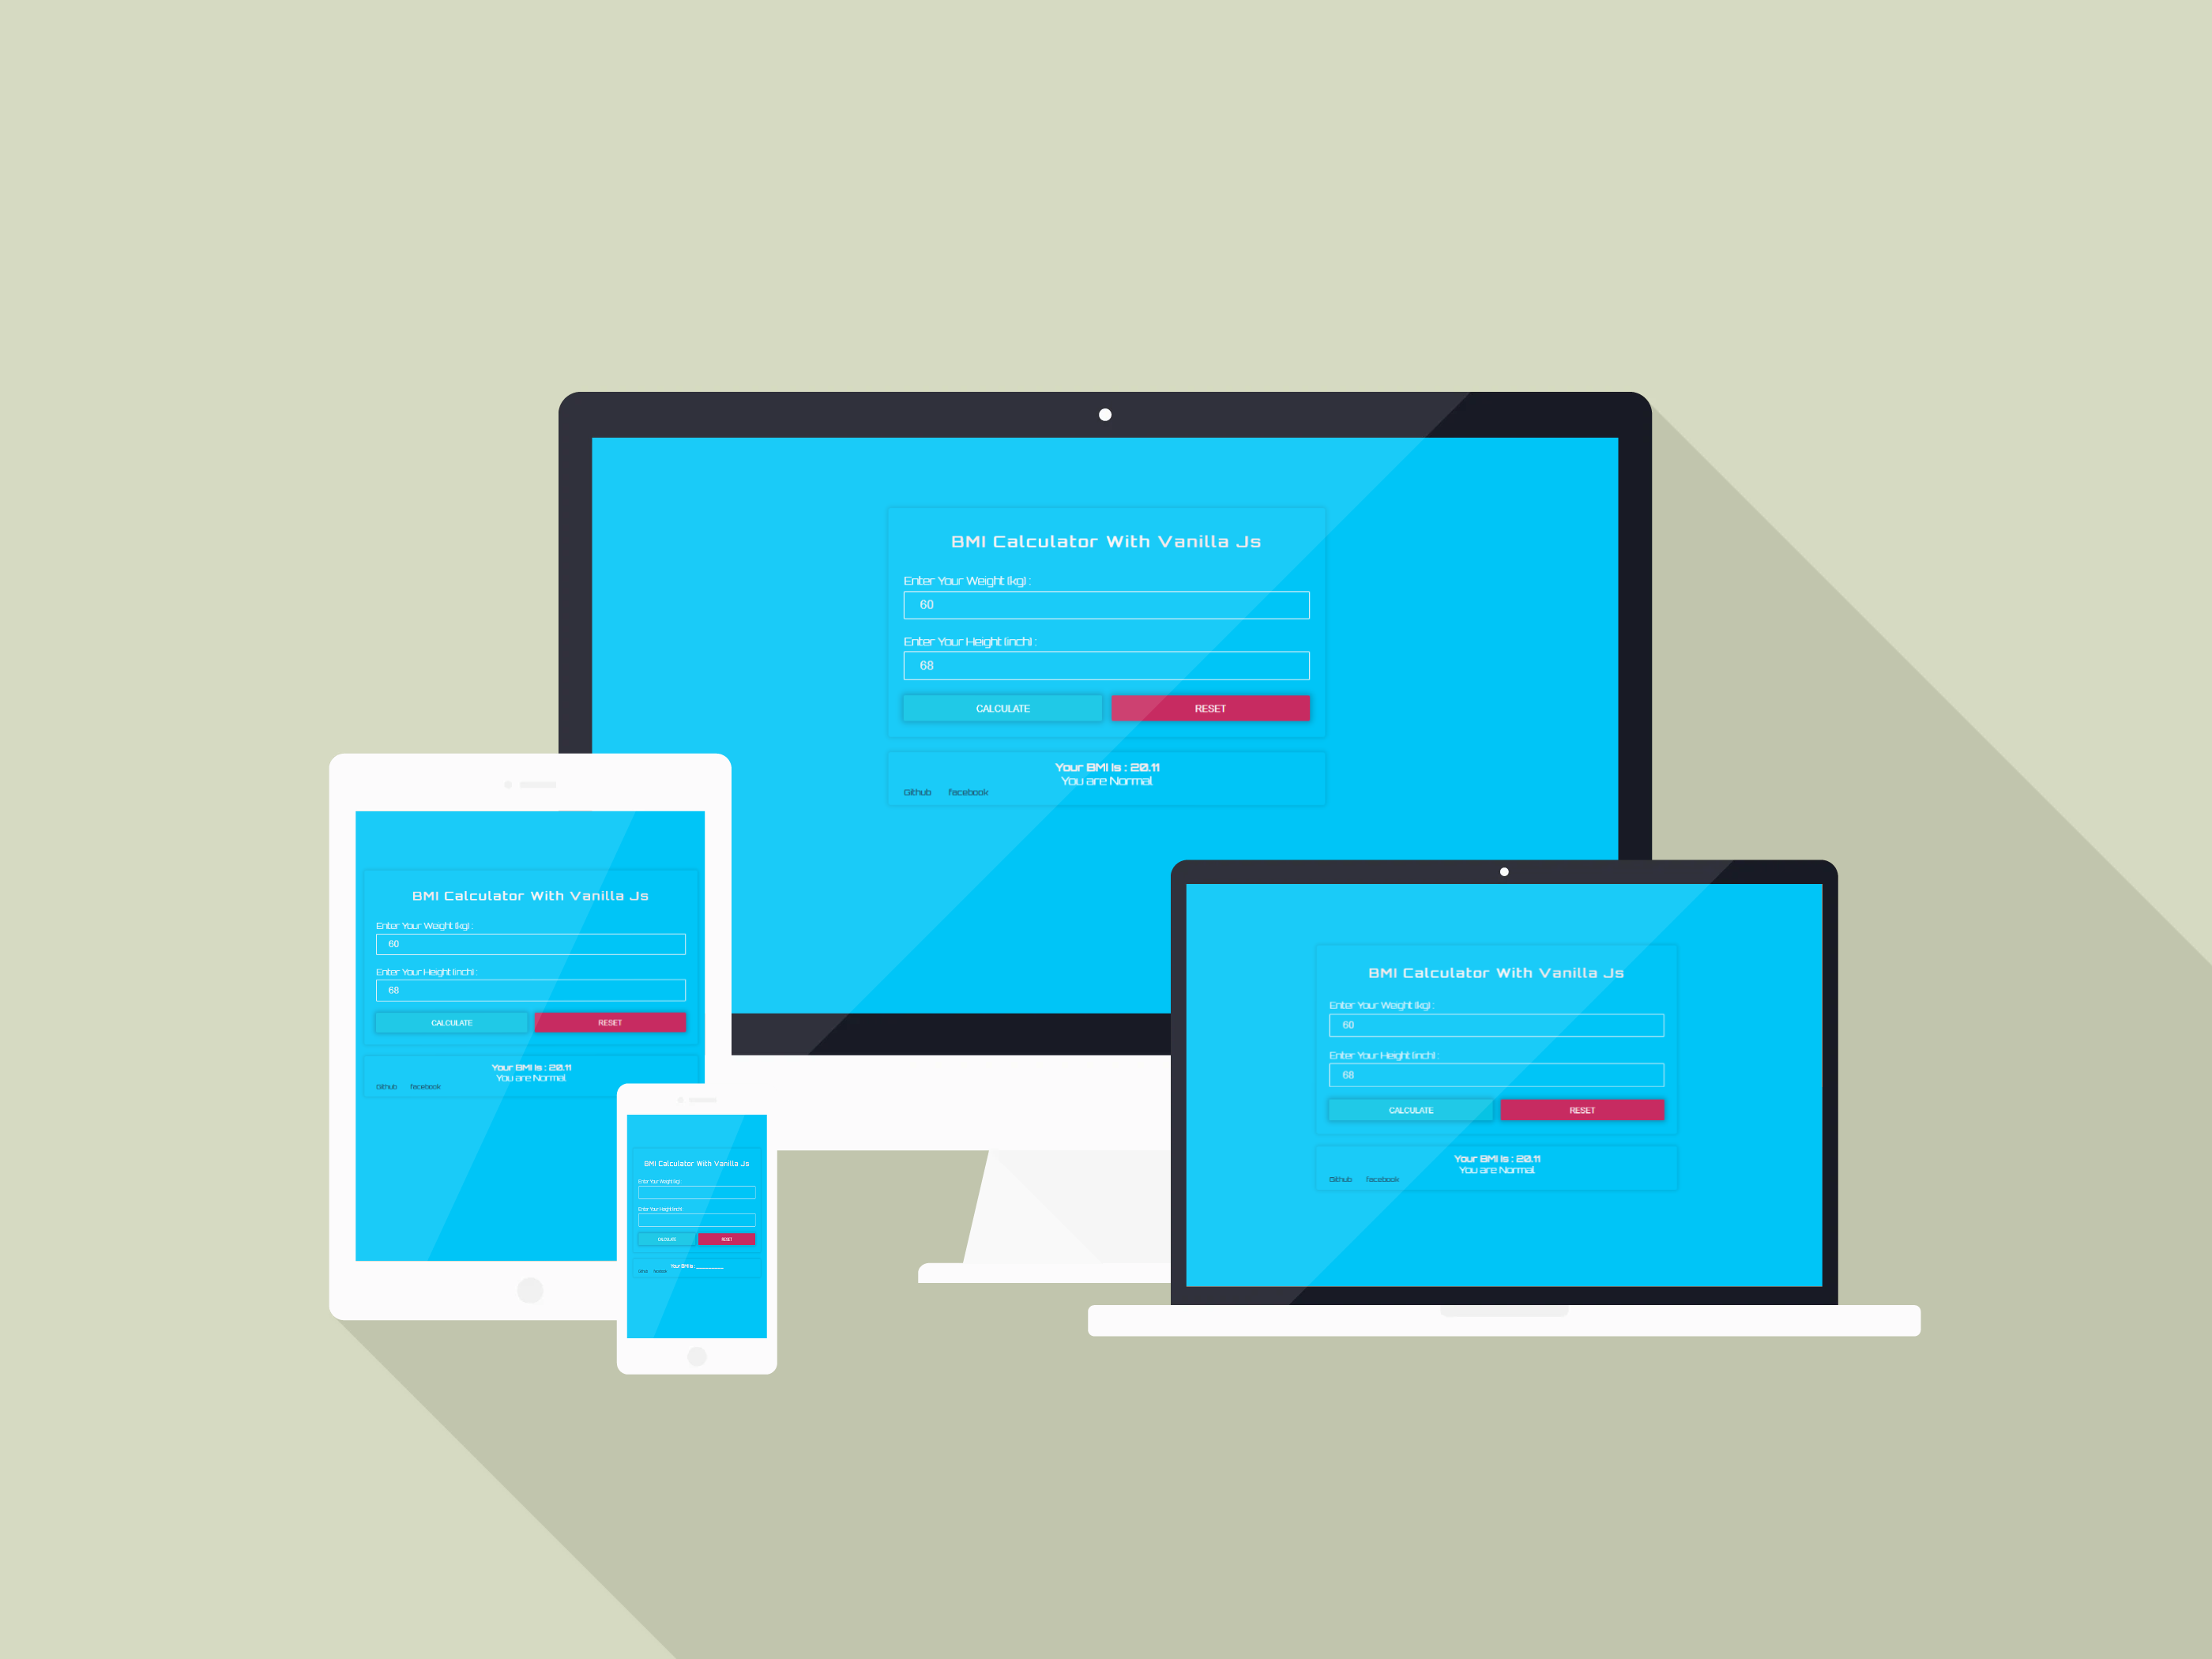 BMI Calculator With Vanilla Js
Enter Your Weight (kg) :
60
Enter Your Height (inch) :
68
CALCULATE RESET
Your BMI Is : 20.11
You are Normal
Github facebook
BMI Calculator With Vanilla Js
Enter Your Weight (kg) :
60
Enter Your Height (inch) :
68
CALCULATE RESET
Your BMI Is : 20.11
You are Normal
Github facebook
BMI Calculator With Vanilla Js
Enter Your Weight (kg) :
60
Enter Your Height (inch) :
68
CALCULATE RESET
Your BMI Is : 20.11
You are Normal
Github facebook
BMI Calculator With Vanilla Js
Enter Your Weight (kg) :
Enter Your Height (inch) :
CALCULATE RESET
Your BMI Is : ____________
Github facebook